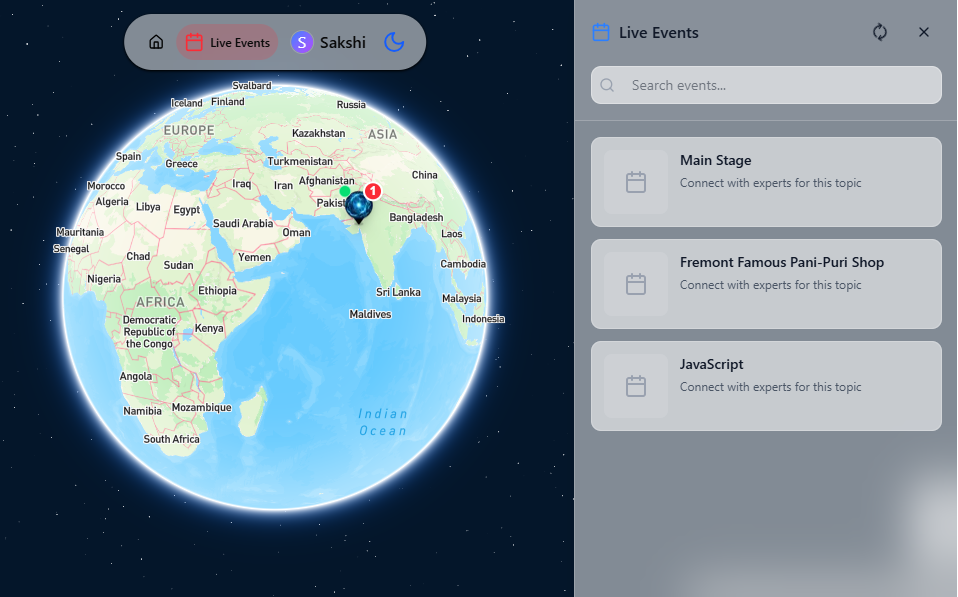 Live Events
S
Sakshi
Svalbard
Iceland
Finland
Russia
EUROPE
Kazakhstan
ASIA
Spain
Greece
Turkmenistan
Morocco
Iraq
Iran
Afghanistan
China
Algeria
Libya
Egypt
Pakist
1
Saudi Arabia
Bangladesh
Mauritania
Oman
Laos
Senegal
Chad
Sudan
Yemen
Cambodia
Nigeria
Ethiopia
Sri Lanka
Malaysia
AFRICA
Maldives
Indonesia
Democratic
Republic of
the Congo
Kenya
Angola
Namibia
Mozambique
South Africa
Indian
Ocean
Live Events
Search events...
Main Stage
Connect with experts for this topic
Fremont Famous Pani-Puri Shop
Connect with experts for this topic
JavaScript
Connect with experts for this topic